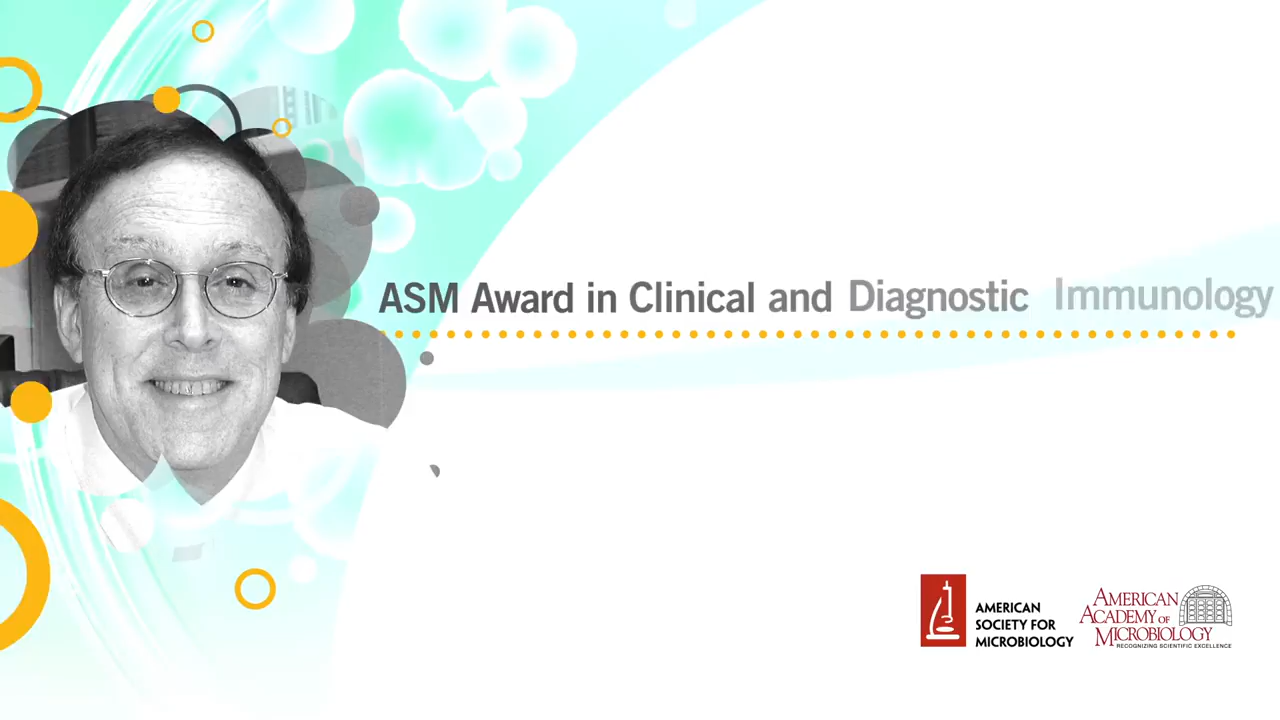 ASM Award in Clinical and Diagnostic Immunology
AMERICAN
SOCIETY FOR
MICROBIOLOGY
AMERICAN
ACADEMY OF
MICROBIOLOGY
RECOGNIZING SCIENTIFIC EXCELLENCE